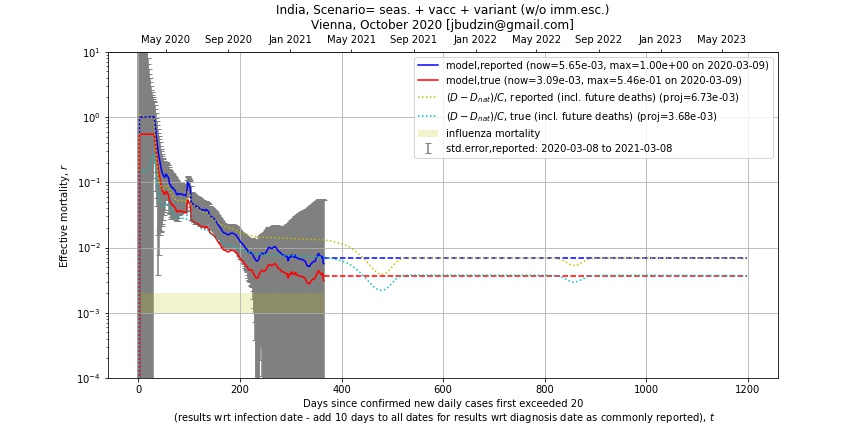 India, Scenario= seas. + vacc + variant (w/o imm.esc.)
Vienna, October 2020 [jbudzin@gmail.com]
May 2020 Sep 2020 Jan 2021 May 2021 Sep 2021 Jan 2022 May 2022 Sep 2022 Jan 2023 May 2023
model,reported (now=5.65e-03, max=1.00e+00 on 2020-03-09)
model,true (now=3.09e-03, max=5.46e-01 on 2020-03-09)
(D − Dnat)/C, reported (incl. future deaths) (proj=6.73e-03)
(D − Dnat)/C, true (incl. future deaths) (proj=3.68e-03)
influenza mortality
std.error,reported: 2020-03-08 to 2021-03-08
Effective mortality, r
10¹
10⁰
10⁻¹
10⁻²
10⁻³
10⁻⁴
0 200 400 600 800 1000 1200
Days since confirmed new daily cases first exceeded 20
(results wrt infection date - add 10 days to all dates for results wrt diagnosis date as commonly reported), t